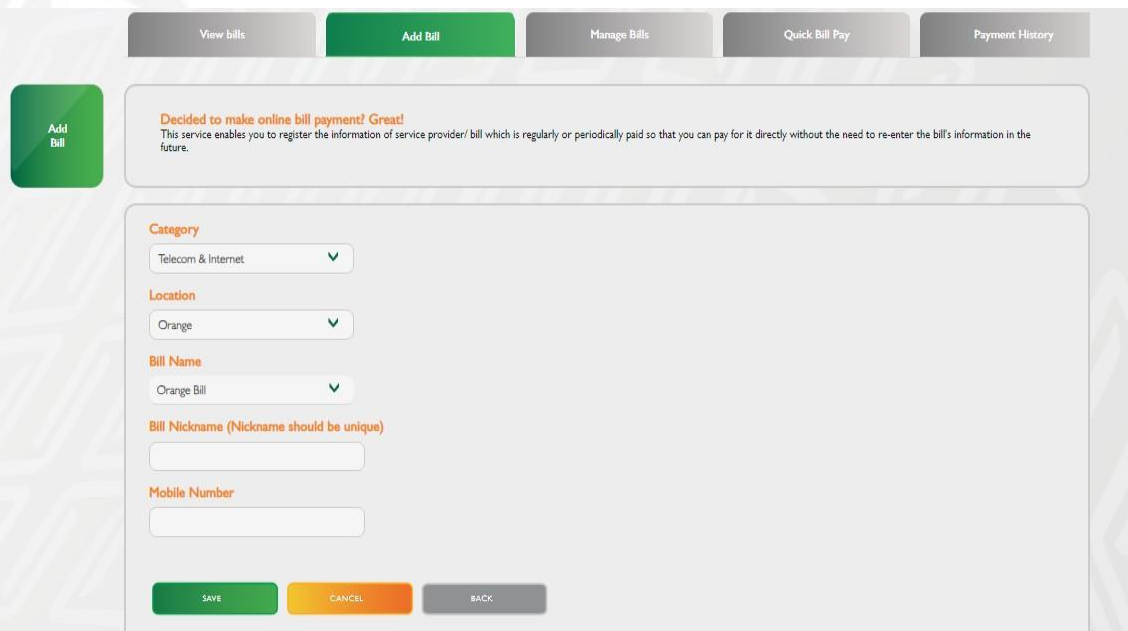 View bills
Add Bill
Manage Bills
Quick Bill Pay
Payment History
Add
Bill
Decided to make online bill payment? Great!
This service enables you to register the information of service provider/ bill which is regularly or periodically paid so that you can pay for it directly without the need to re-enter the bill's information in the
future.
Category
Telecom & Internet
Location
Orange
Bill Name
Orange Bill
Bill Nickname (Nickname should be unique)
Mobile Number
SAVE
CANCEL
BACK